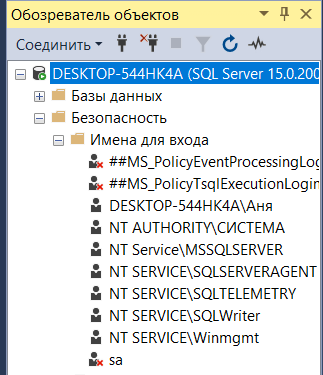 Обозреватель объектов
Соединить
DESKTOP-544HK4A (SQL Server 15.0.200
Базы данных
Безопасность
Имена для входа
##MS_PolicyEventProcessingLog
##MS_PolicyTsqlExecutionLogin
DESKTOP-544HK4A\Аня
NT AUTHORITY\СИСТЕМА
NT Service\MSSQLSERVER
NT SERVICE\SQLSERVERAGENT
NT SERVICE\SQLTELEMETRY
NT SERVICE\SQLWriter
NT SERVICE\Winmgmt
sa